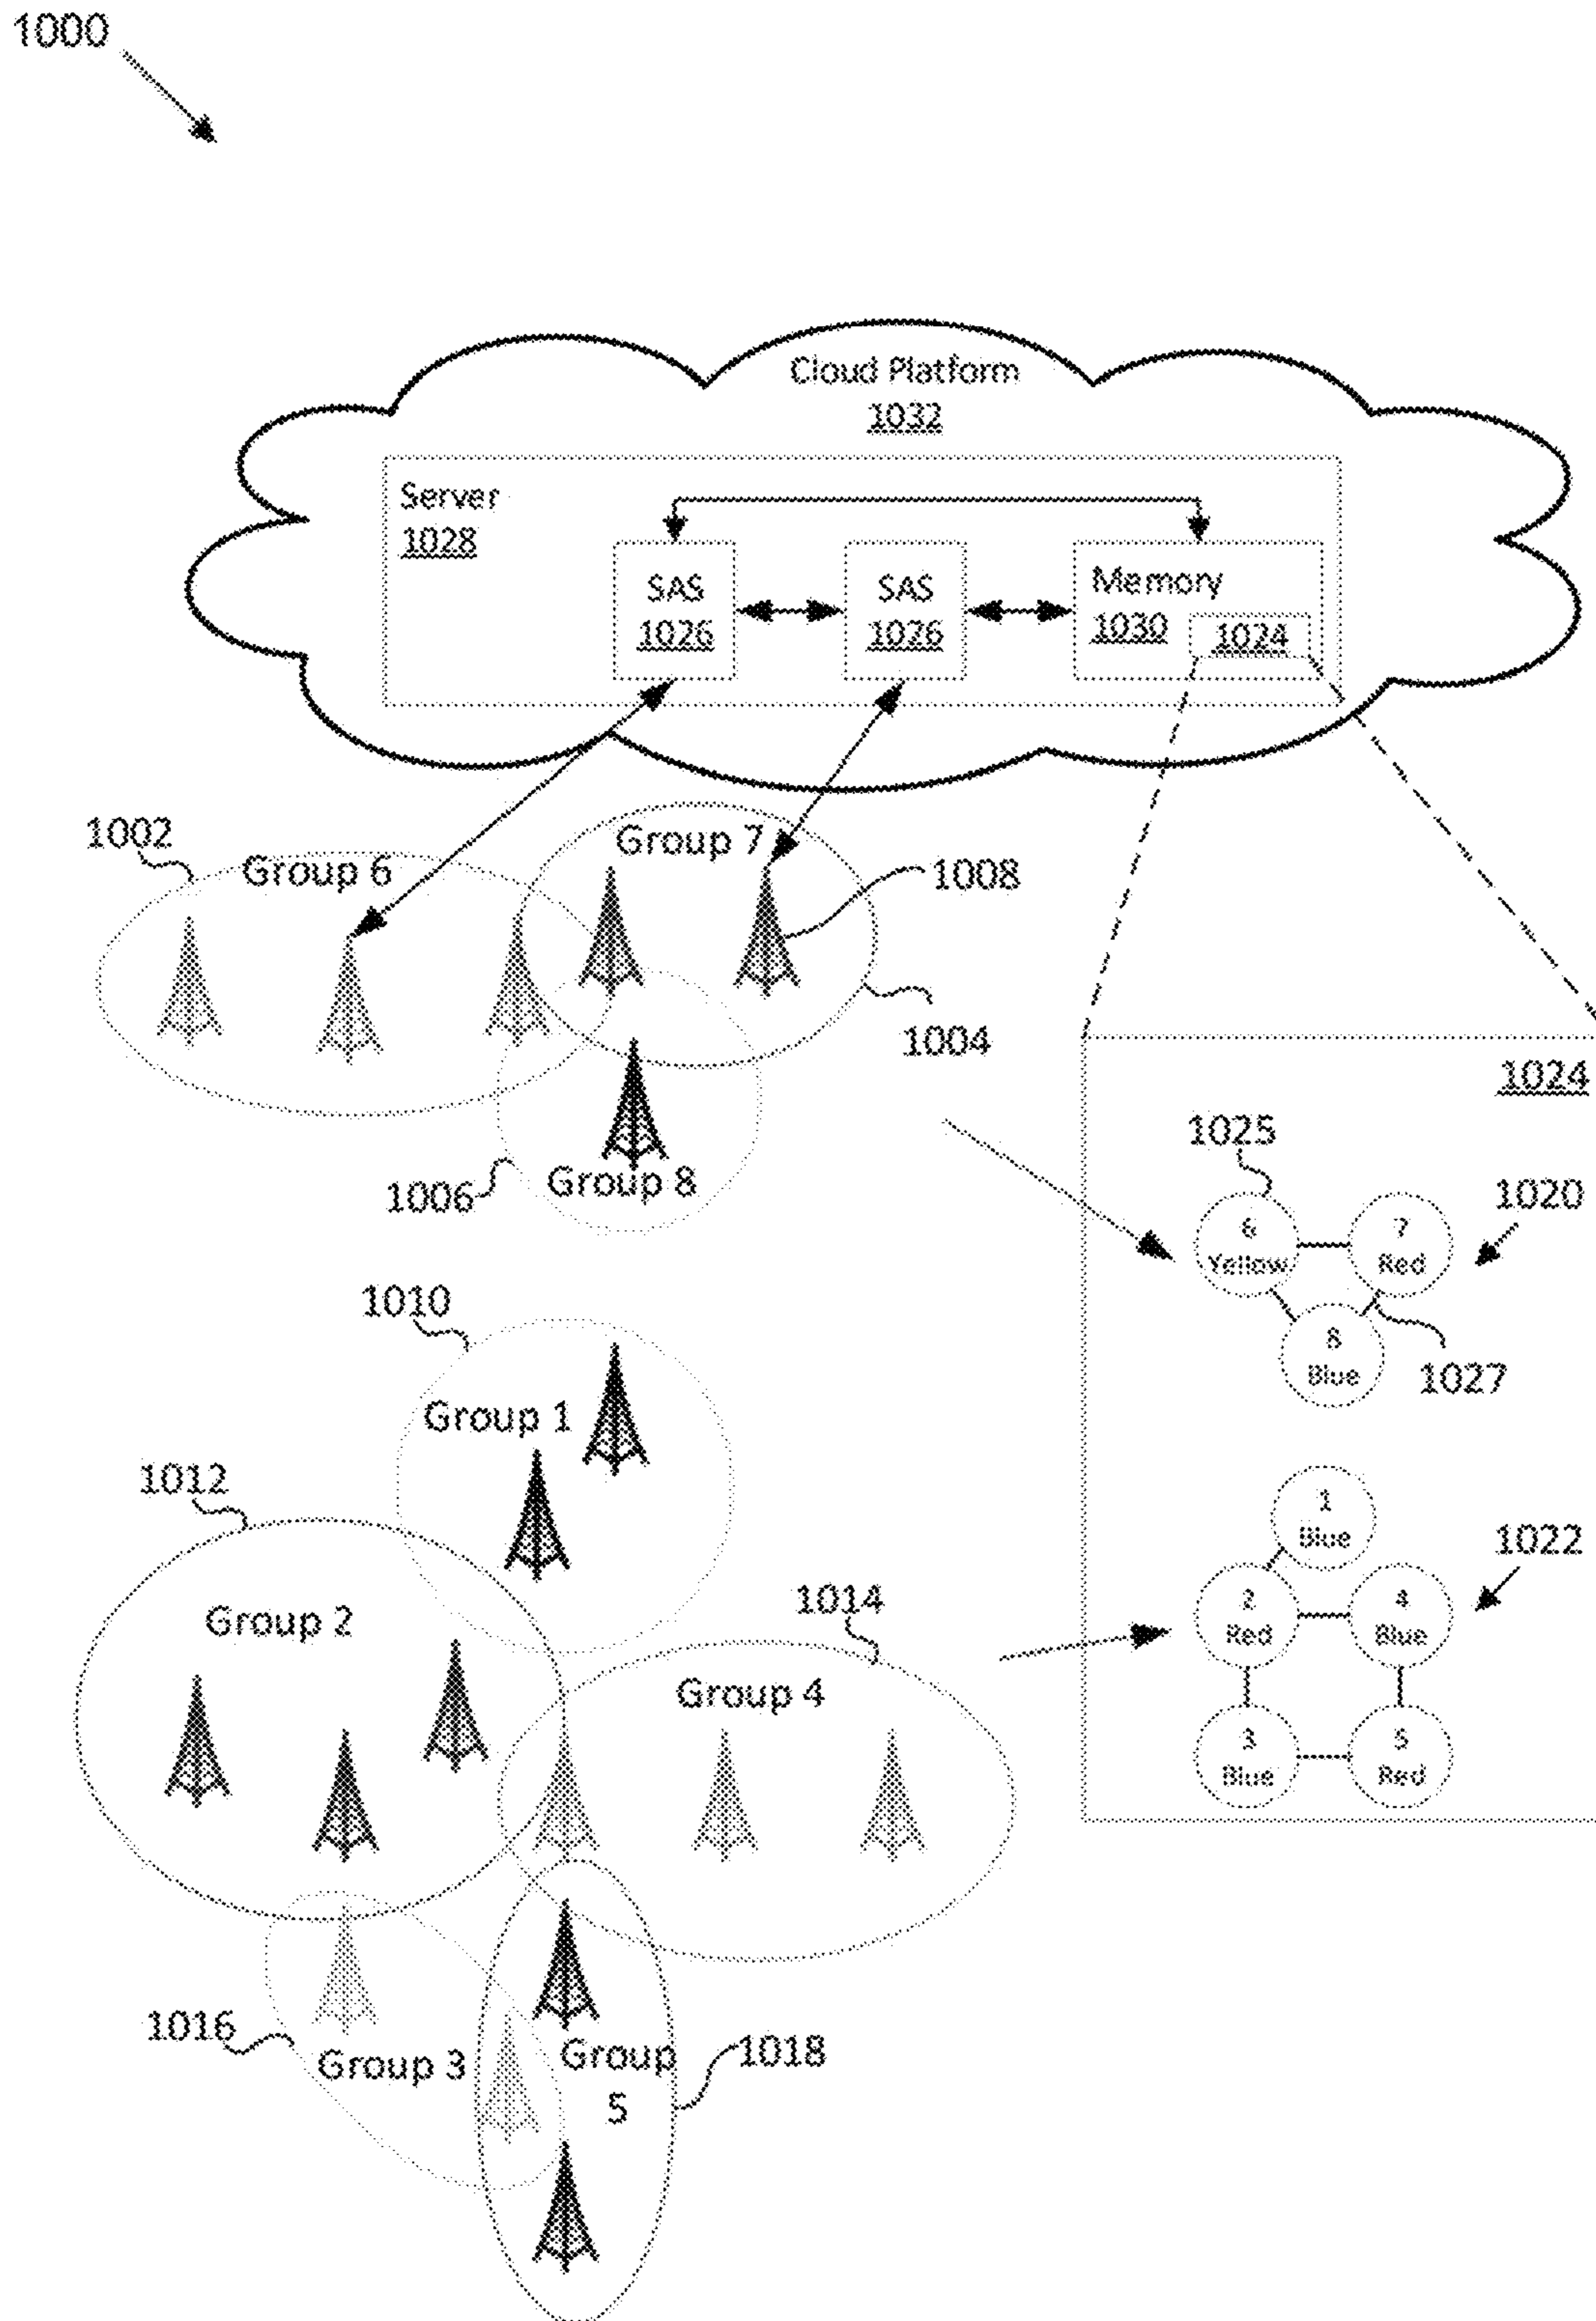 1000
Cloud Platform
1032
Server
1028
SAS
1026
SAS
1026
Memory
1030
1024
1002
Group 6
Group 7
1008
1004
1024
1006
Group 8
1025
1020
6
Yellow
7
Red
8
Blue
1027
1010
Group 1
1012
Group 2
1014
Group 4
1
Blue
1022
2
Red
4
Blue
3
Blue
5
Red
1016
Group 3
Group
5
1018